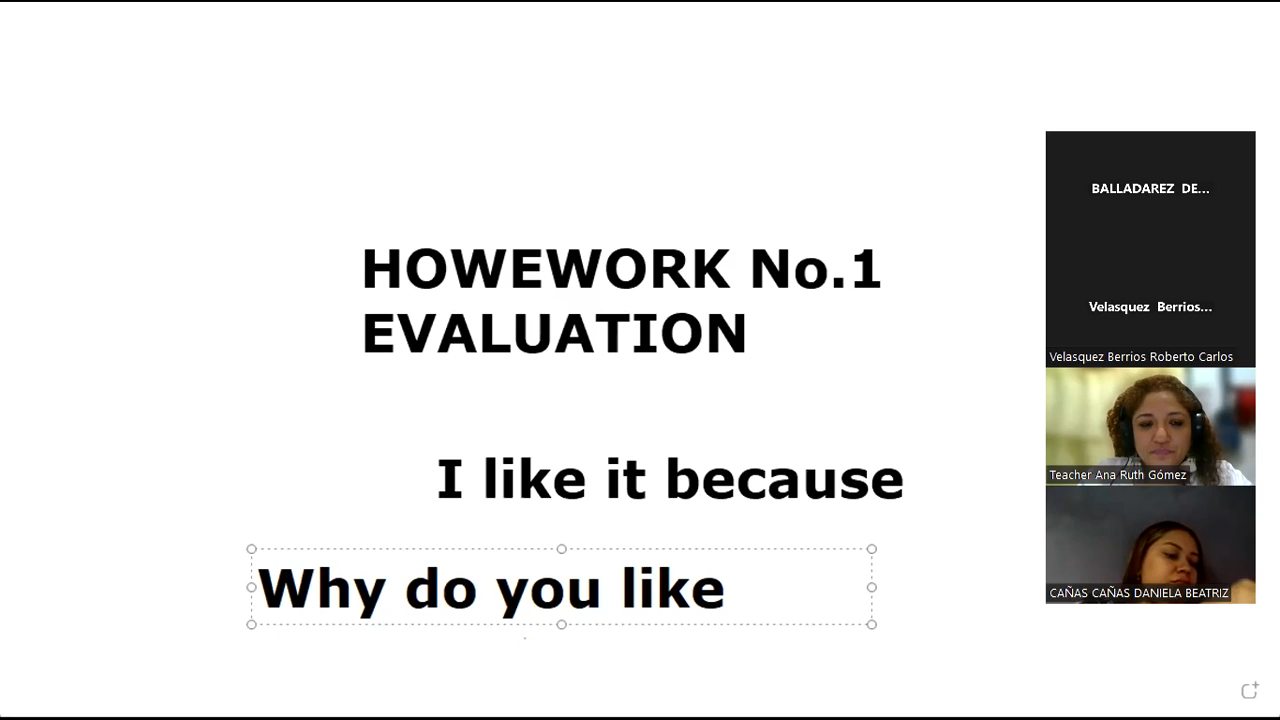 HOWEWORK No.1
EVALUATION
I like it because
Why do you like
BALLADAREZ DE...
Velasquez Berrios...
Velasquez Berrios Roberto Carlos
Teacher Ana Ruth Gómez
CAÑAS CAÑAS DANIELA BEATRIZ